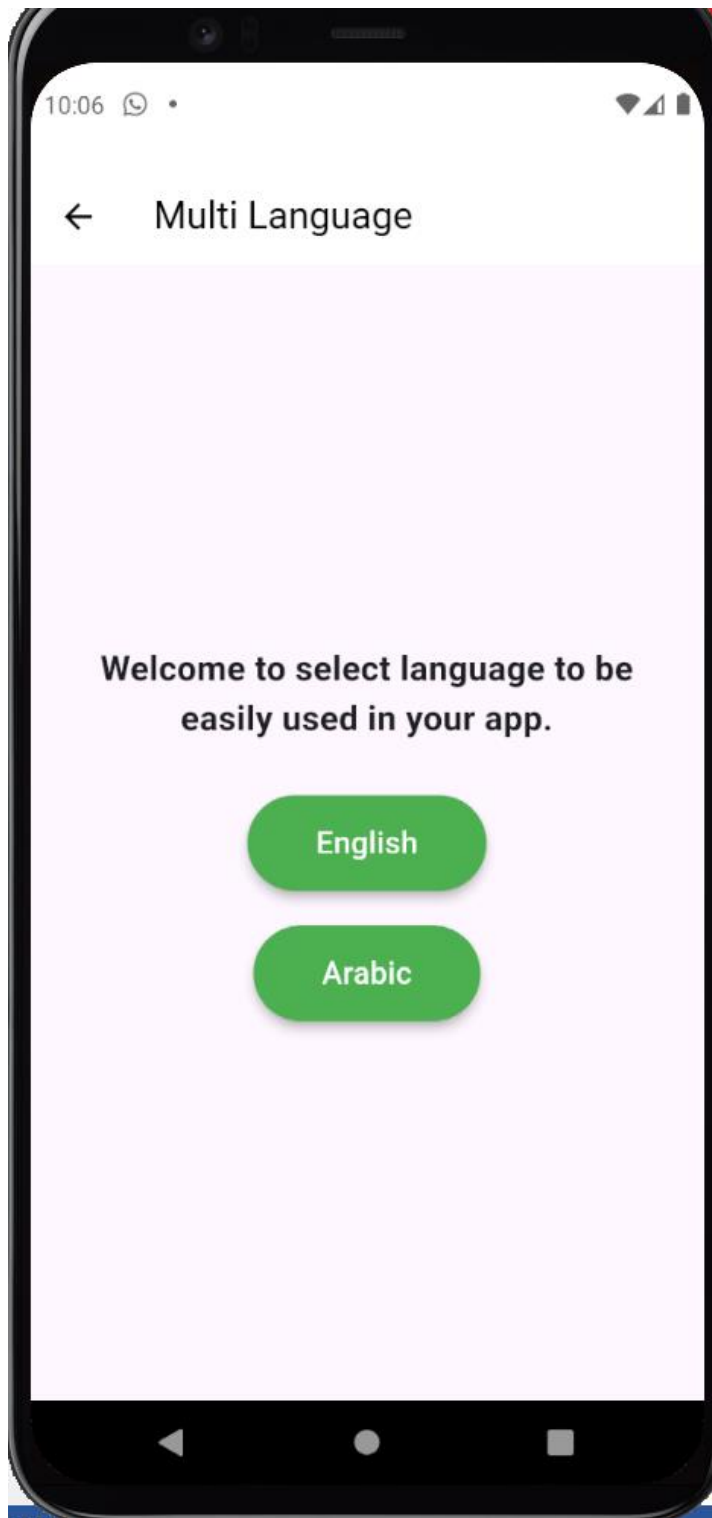 10:06
Multi Language
Welcome to select language to be
easily used in your app.
English
Arabic